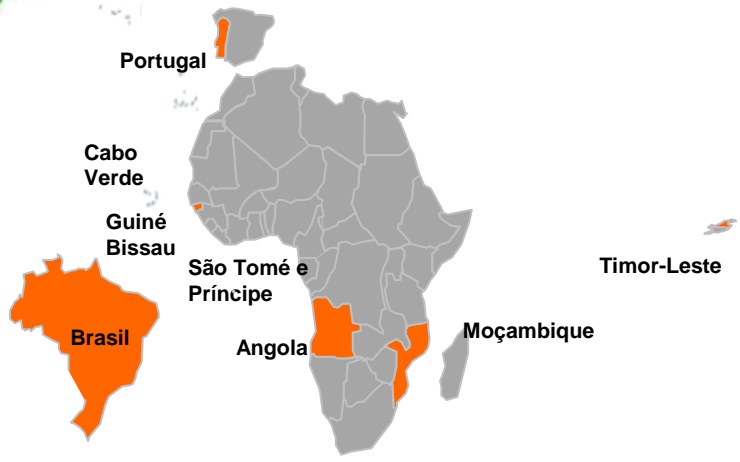 Portugal
Cabo
Verde
Guiné
Bissau
São Tomé e
Príncipe
Timor-Leste
Brasil
Angola
Moçambique